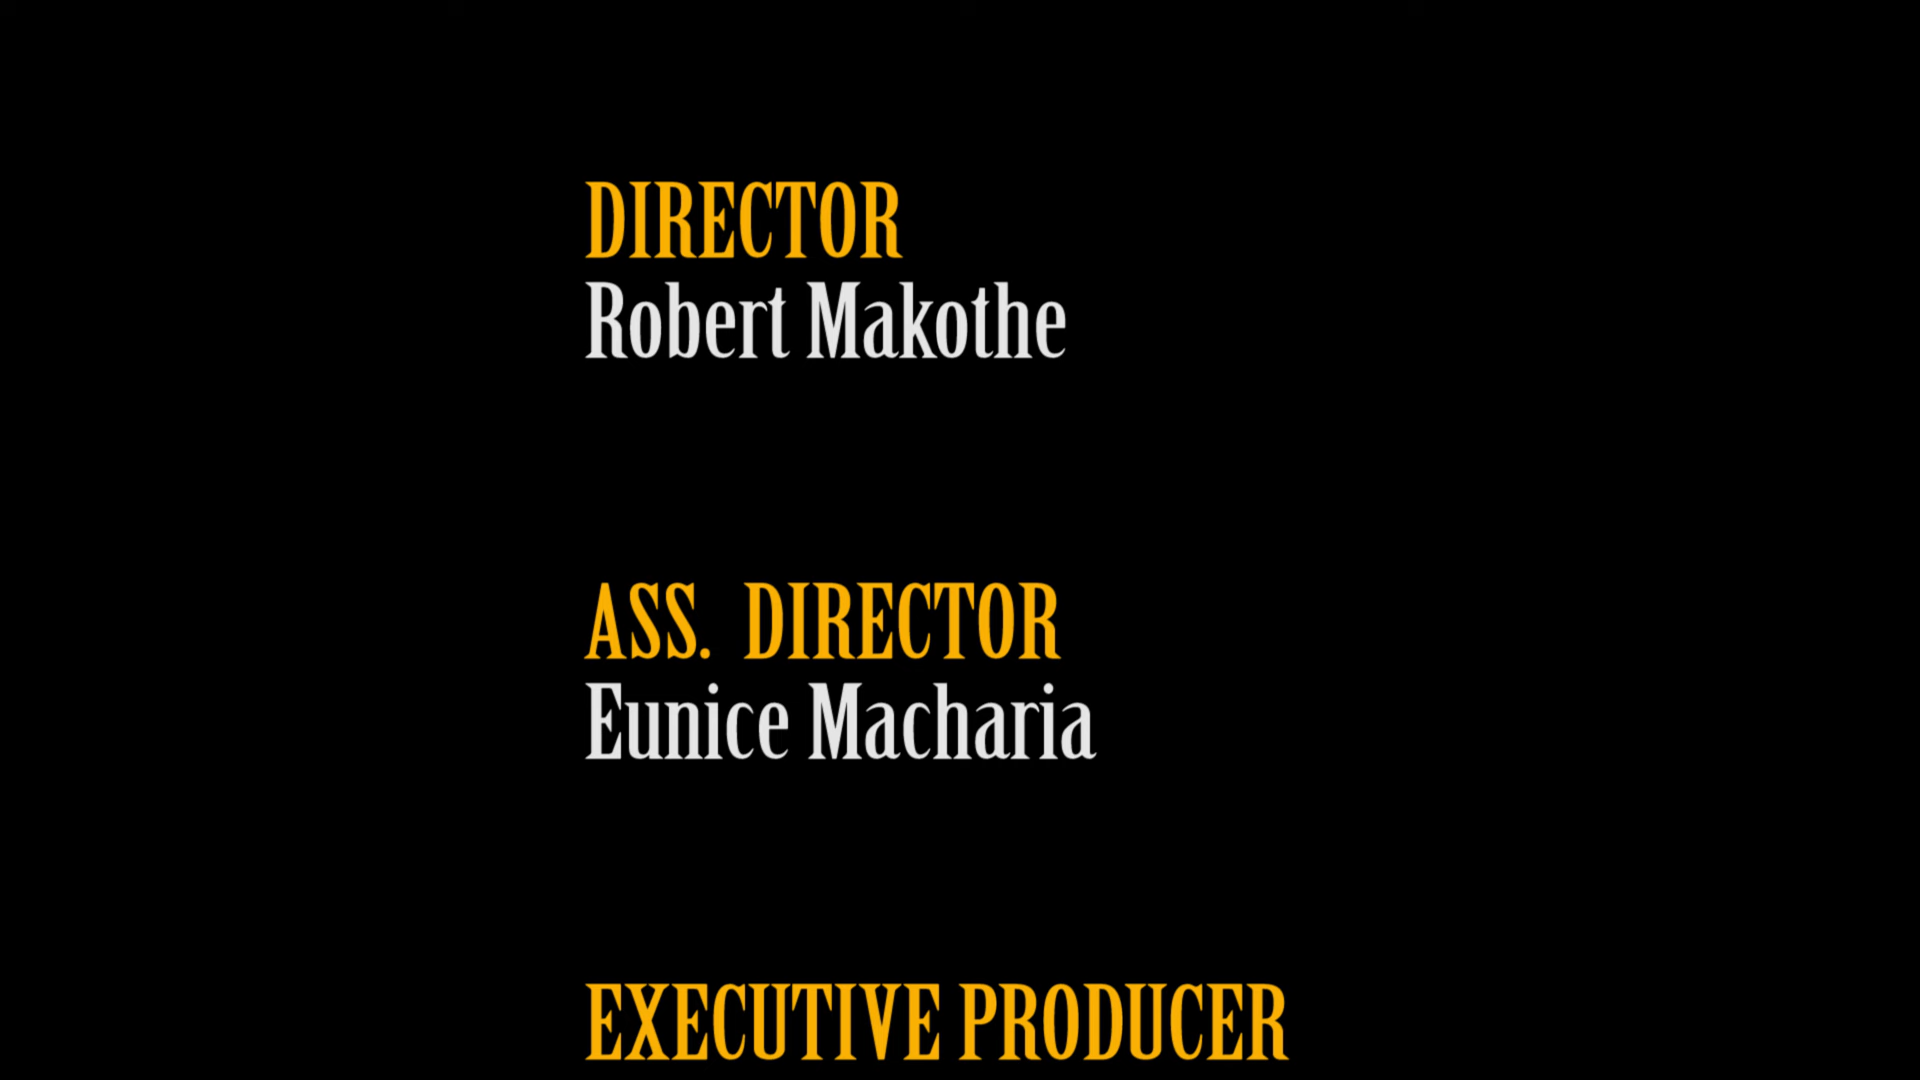 DIRECTOR
Robert Makothe
ASS. DIRECTOR
Eunice Macharia
EXECUTIVE PRODUCER